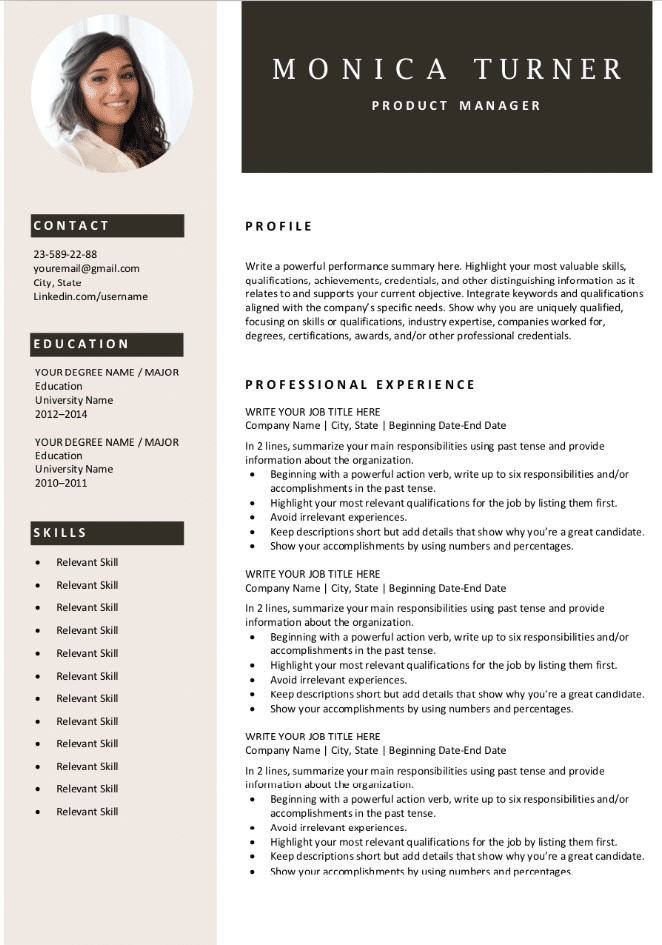 MONICA TURNER
PRODUCT MANAGER
CONTACT
23-589-22-88
youremail@gmail.com
City, State
Linkedin.com/username
EDUCATION
YOUR DEGREE NAME / MAJOR
Education
University Name
2012–2014
YOUR DEGREE NAME / MAJOR
Education
University Name
2010–2011
SKILLS
• Relevant Skill
• Relevant Skill
• Relevant Skill
• Relevant Skill
• Relevant Skill
• Relevant Skill
• Relevant Skill
• Relevant Skill
• Relevant Skill
• Relevant Skill
• Relevant Skill
• Relevant Skill
PROFILE
Write a powerful performance summary here. Highlight your most valuable skills,
qualifications, achievements, credentials, and other distinguishing information as it
relates to and supports your current objective. Integrate keywords and qualifications
aligned with the company's specific needs. Show why you are uniquely qualified,
focusing on skills or qualifications, industry expertise, companies worked for,
degrees, certifications, awards, and/or other professional credentials.
PROFESSIONAL EXPERIENCE
WRITE YOUR JOB TITLE HERE
Company Name | City, State | Beginning Date-End Date
In 2 lines, summarize your main responsibilities using past tense and provide
information about the organization.
• Beginning with a powerful action verb, write up to six responsibilities and/or
accomplishments in the past tense.
• Highlight your most relevant qualifications for the job by listing them first.
• Avoid irrelevant experiences.
• Keep descriptions short but add details that show why you're a great candidate.
• Show your accomplishments by using numbers and percentages.
WRITE YOUR JOB TITLE HERE
Company Name | City, State | Beginning Date-End Date
In 2 lines, summarize your main responsibilities using past tense and provide
information about the organization.
• Beginning with a powerful action verb, write up to six responsibilities and/or
accomplishments in the past tense.
• Highlight your most relevant qualifications for the job by listing them first.
• Avoid irrelevant experiences.
• Keep descriptions short but add details that show why you're a great candidate.
• Show your accomplishments by using numbers and percentages.
WRITE YOUR JOB TITLE HERE
Company Name | City, State | Beginning Date-End Date
In 2 lines, summarize your main responsibilities using past tense and provide
information about the organization.
• Beginning with a powerful action verb, write up to six responsibilities and/or
accomplishments in the past tense.
• Avoid irrelevant experiences.
• Highlight your most relevant qualifications for the job by listing them first.
• Keep descriptions short but add details that show why you're a great candidate.
• Show your accomplishments by using numbers and percentages.